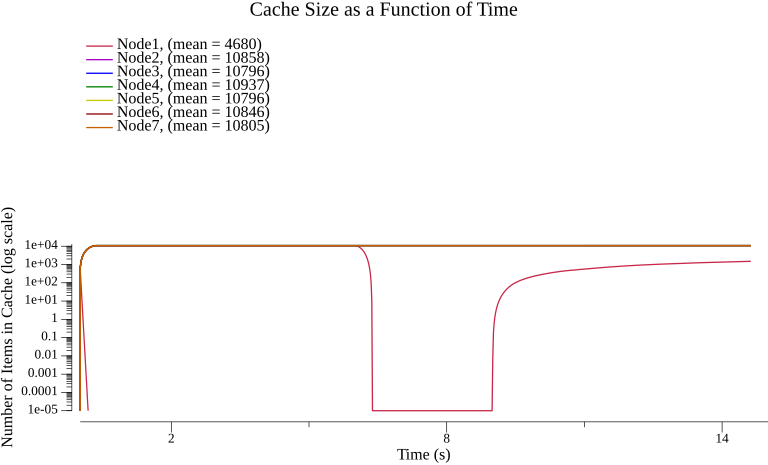 Cache Size as a Function of Time
Node1, (mean = 4680)
Node2, (mean = 10858)
Node3, (mean = 10796)
Node4, (mean = 10937)
Node5, (mean = 10796)
Node6, (mean = 10846)
Node7, (mean = 10805)
Number of Items in Cache (log scale)
1e+04
1e+03
1e+02
1e+01
1
0.1
0.01
0.001
0.0001
1e-05
2
8
14
Time (s)